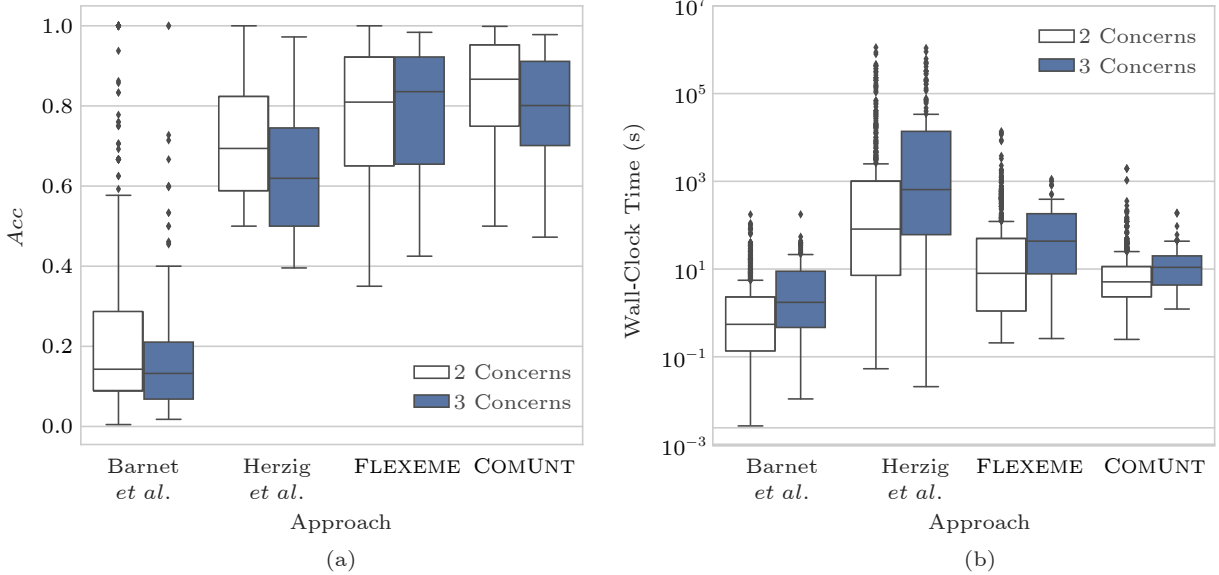 1.0
0.8
0.6
0.4
0.2
0.0
Acc
2 Concerns
3 Concerns
Barnet
et al.
Herzig
et al.
FLEXEME
COMUNT
Approach
(a)
10^7
10^5
10^3
10^1
10^−1
10^−3
Wall-Clock Time (s)
2 Concerns
3 Concerns
Barnet
et al.
Herzig
et al.
FLEXEME
COMUNT
Approach
(b)